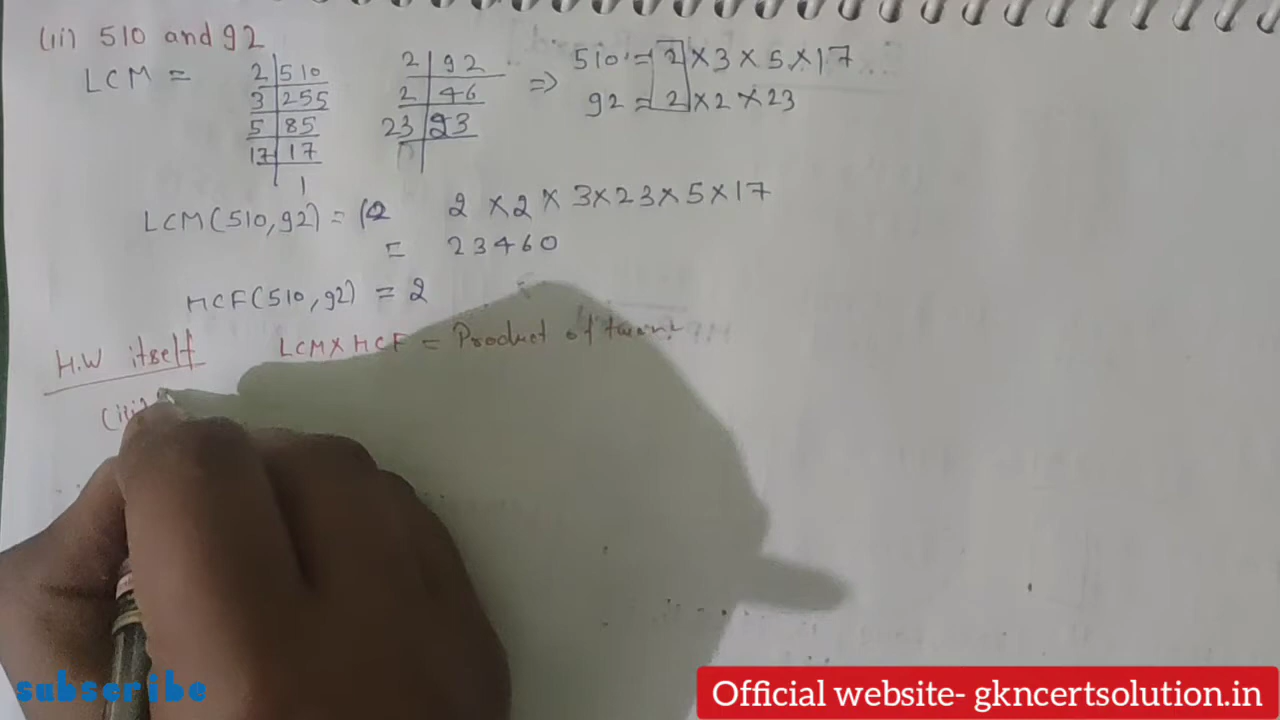 (ii) 510 and 92
LCM =
2 510
3 255
5 85
17 17
1
2 92
2 46
23 23
=> 510 = 2 × 3 × 5 × 17
92 = 2 × 2 × 23
LCM(510,92) = 2 × 2 × 3 × 23 × 5 × 17
= 23460
HCF(510,92) = 2
H.W itself LCM × HCF = Product of
(iii)
subscribe
Official website- gkncertsolution.in